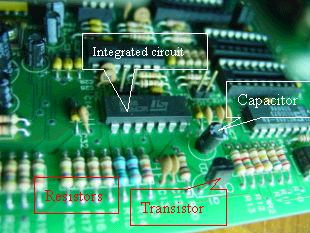 Integrated circuit
Capacitor
Resistors
Transistor